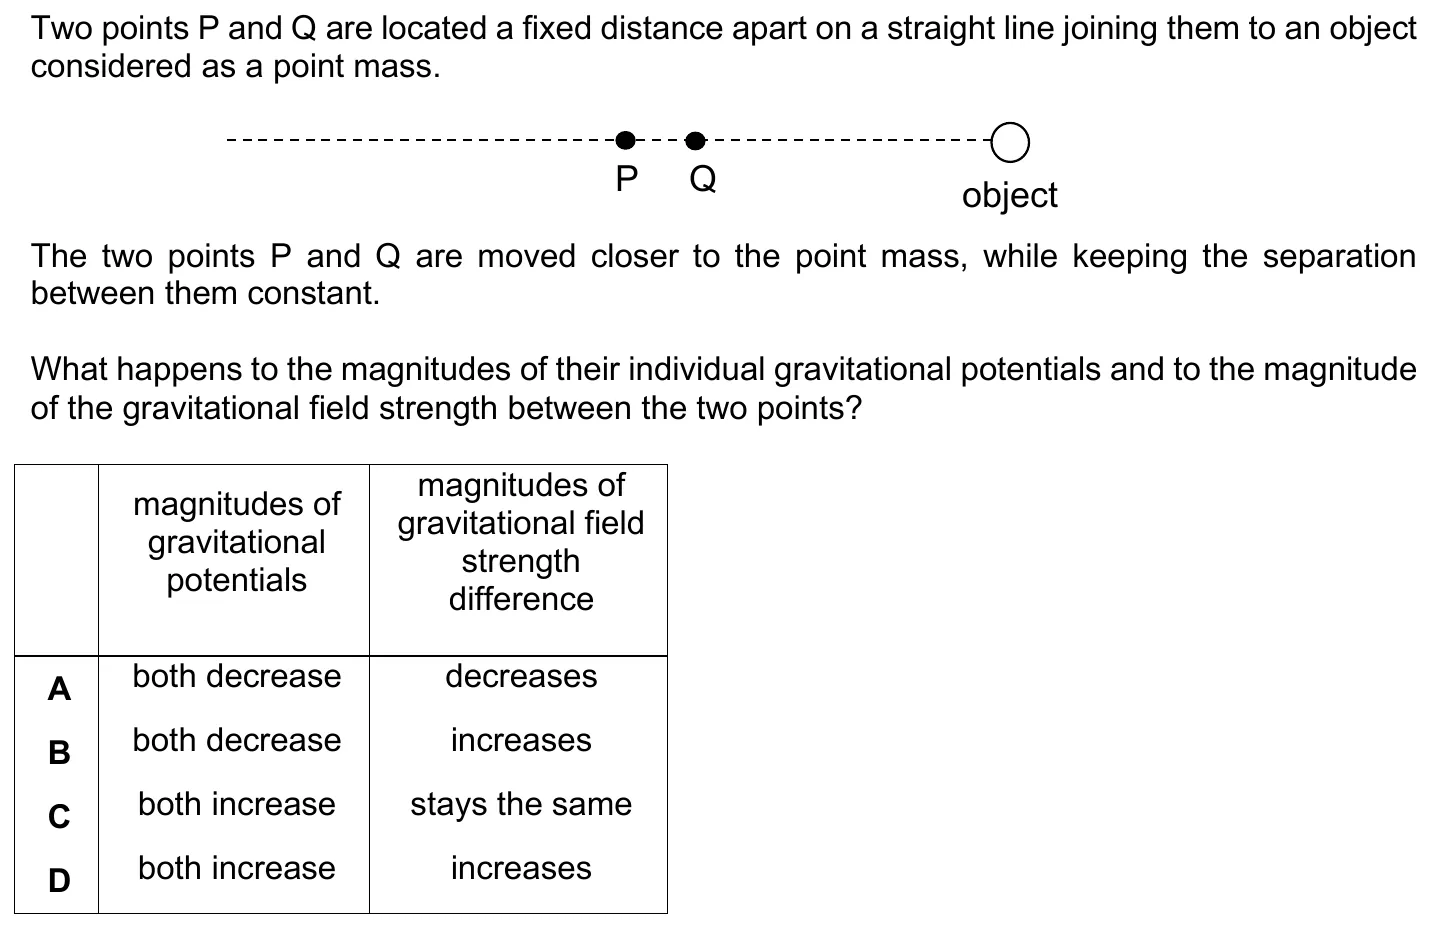 Two points P and Q are located a fixed distance apart on a straight line joining them to an object
considered as a point mass.
P Q
object
The two points P and Q are moved closer to the point mass, while keeping the separation
between them constant.
What happens to the magnitudes of their individual gravitational potentials and to the magnitude
of the gravitational field strength between the two points?
magnitudes of
gravitational
potentials
magnitudes of
gravitational field
strength
difference
A both decrease decreases
B both decrease increases
C both increase stays the same
D both increase increases